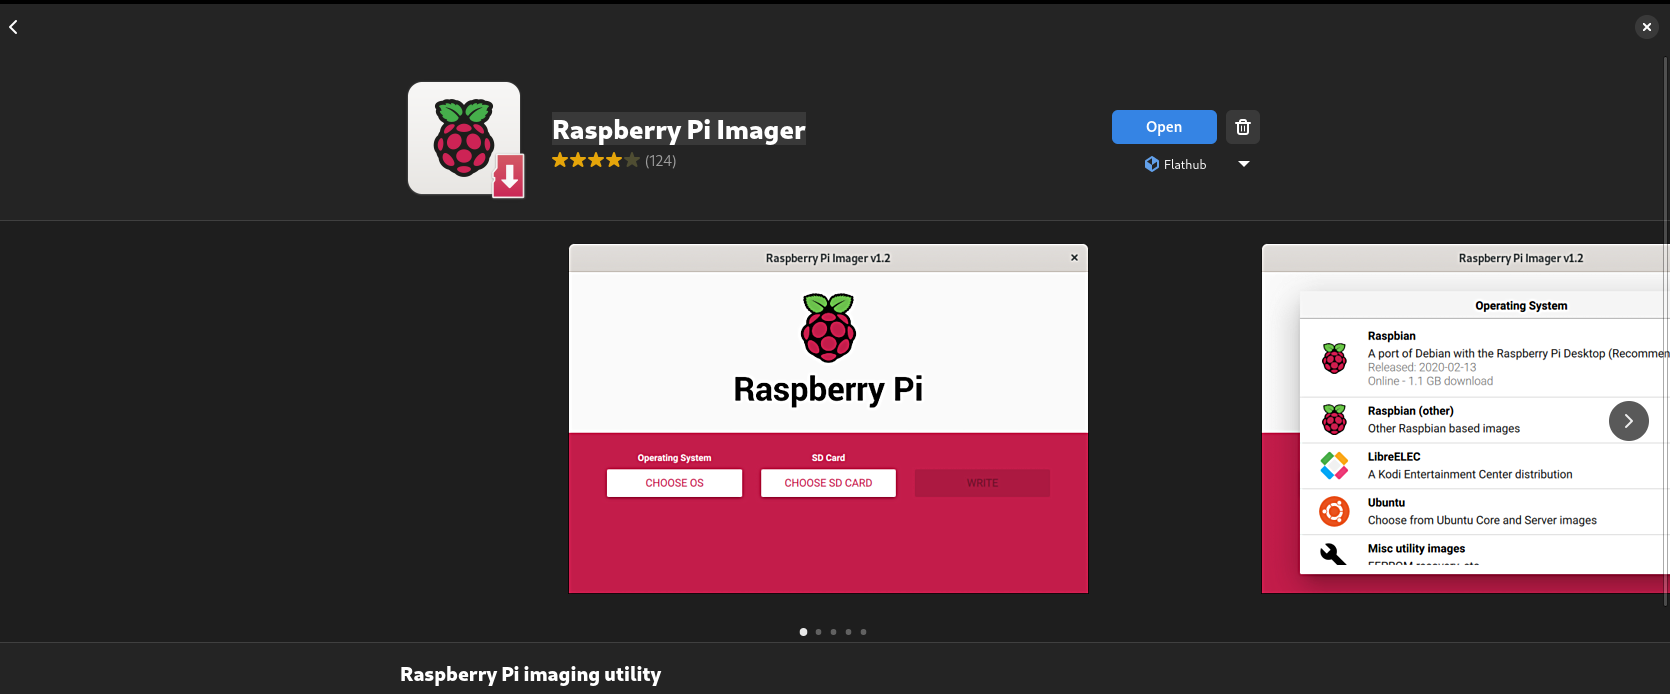 Raspberry Pi Imager
(124)
Open
Flathub
Raspberry Pi Imager v1.2
Raspberry Pi
Operating System
SD Card
CHOOSE OS
CHOOSE SD CARD
WRITE
Raspberry Pi Imager v1.2
Operating System
Raspbian
A port of Debian with the Raspberry Pi Desktop (Recommen
Released: 2020-02-13
Online - 1.1 GB download
Raspbian (other)
Other Raspbian based images
LibreELEC
A Kodi Entertainment Center distribution
Ubuntu
Choose from Ubuntu Core and Server images
Misc utility images
Raspberry Pi imaging utility